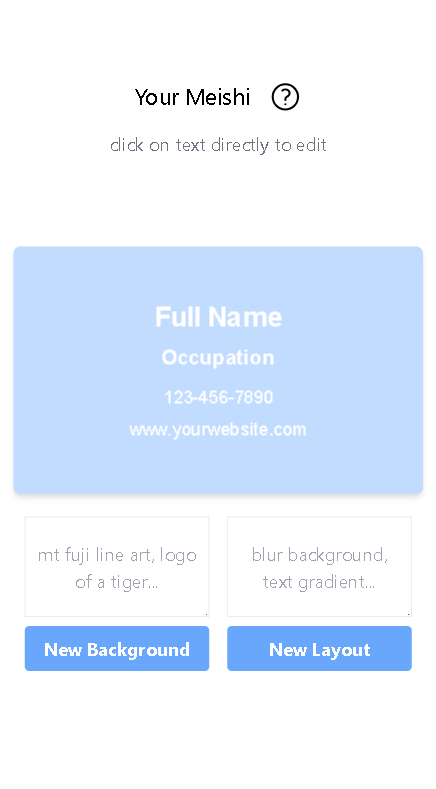 Your Meishi
click on text directly to edit
Full Name
Occupation
123-456-7890
www.yourwebsite.com
mt fuji line art, logo
of a tiger...
blur background,
text gradient...
New Background
New Layout